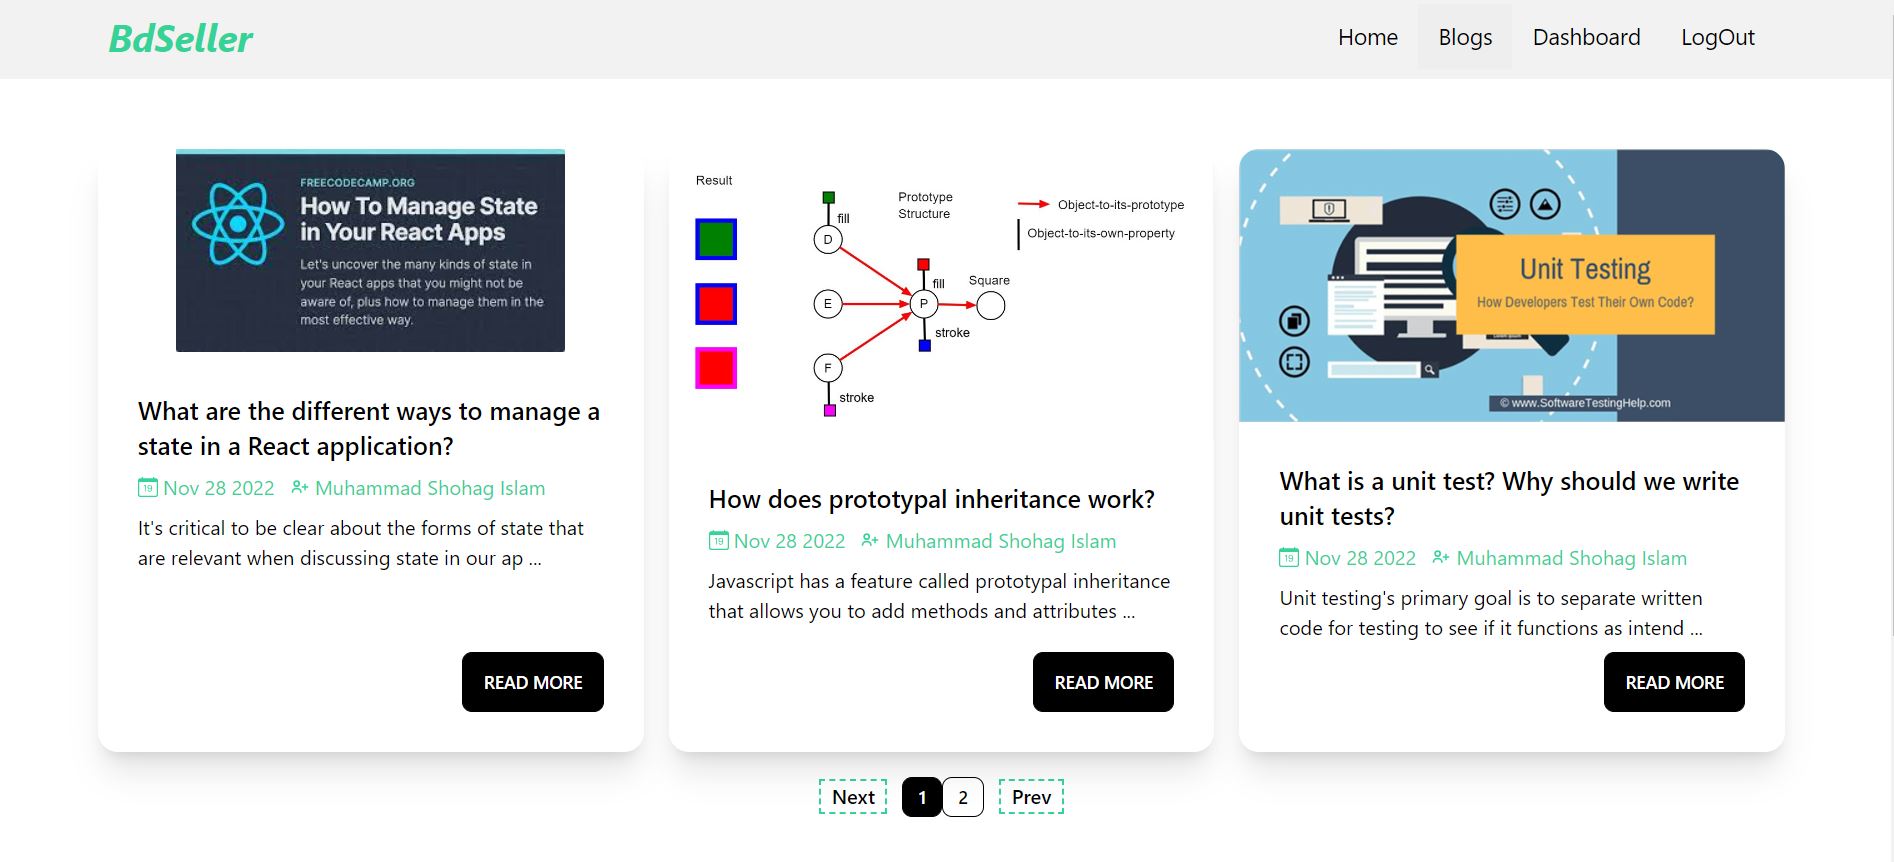 BdSeller
Home
Blogs
Dashboard
LogOut
FREECODECAMP.ORG
How To Manage State
in Your React Apps
Let's uncover the many kinds of state in
your React apps that you might not be
aware of, plus how to manage them in the
most effective way.
What are the different ways to manage a
state in a React application?
19 Nov 28 2022 Muhammad Shohag Islam
It's critical to be clear about the forms of state that
are relevant when discussing state in our ap ...
READ MORE
Result
Prototype
Structure
Object-to-its-prototype
Object-to-its-own-property
fill
D
fill
Square
E
P
stroke
F
stroke
How does prototypal inheritance work?
19 Nov 28 2022 Muhammad Shohag Islam
Javascript has a feature called prototypal inheritance
that allows you to add methods and attributes ...
READ MORE
Unit Testing
How Developers Test Their Own Code?
© www.SoftwareTestingHelp.com
What is a unit test? Why should we write
unit tests?
19 Nov 28 2022 Muhammad Shohag Islam
Unit testing's primary goal is to separate written
code for testing to see if it functions as intend ...
READ MORE
Next 1 2 Prev